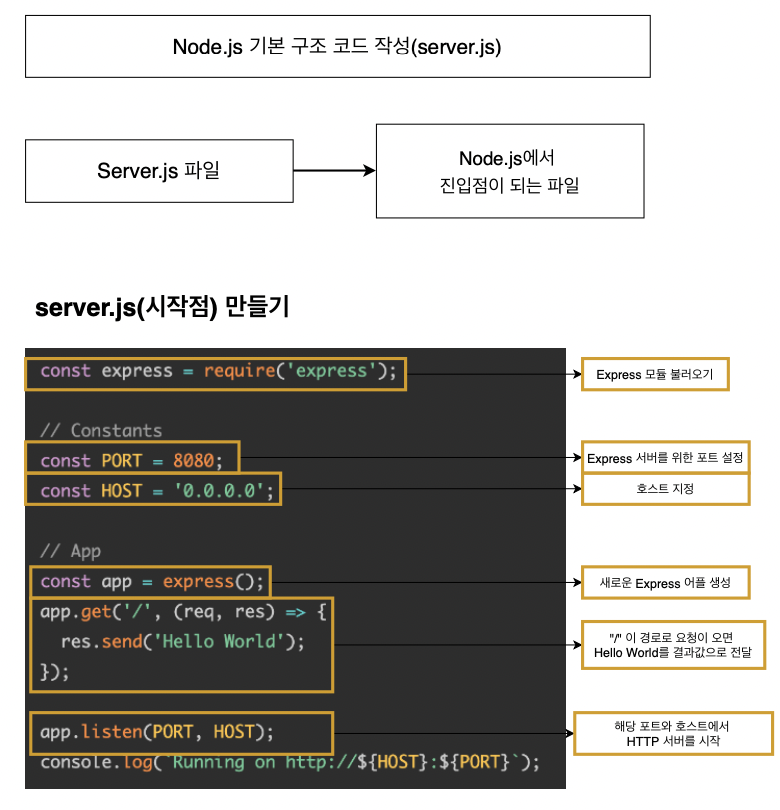 Node.js 기본 구조 코드 작성(server.js)
Server.js 파일
Node.js에서
진입점이 되는 파일
server.js(시작점) 만들기
const express = require('express');
Express 모듈 불러오기
// Constants
const PORT = 8080;
Express 서버를 위한 포트 설정
const HOST = '0.0.0.0';
호스트 지정
// App
const app = express();
새로운 Express 어플 생성
app.get('/', (req, res) => {
res.send('Hello World');
});
"/" 이 경로로 요청이 오면
Hello World를 결과값으로 전달
app.listen(PORT, HOST);
해당 포트와 호스트에서
HTTP 서버를 시작
console.log(`Running on http://${HOST}:${PORT}`);